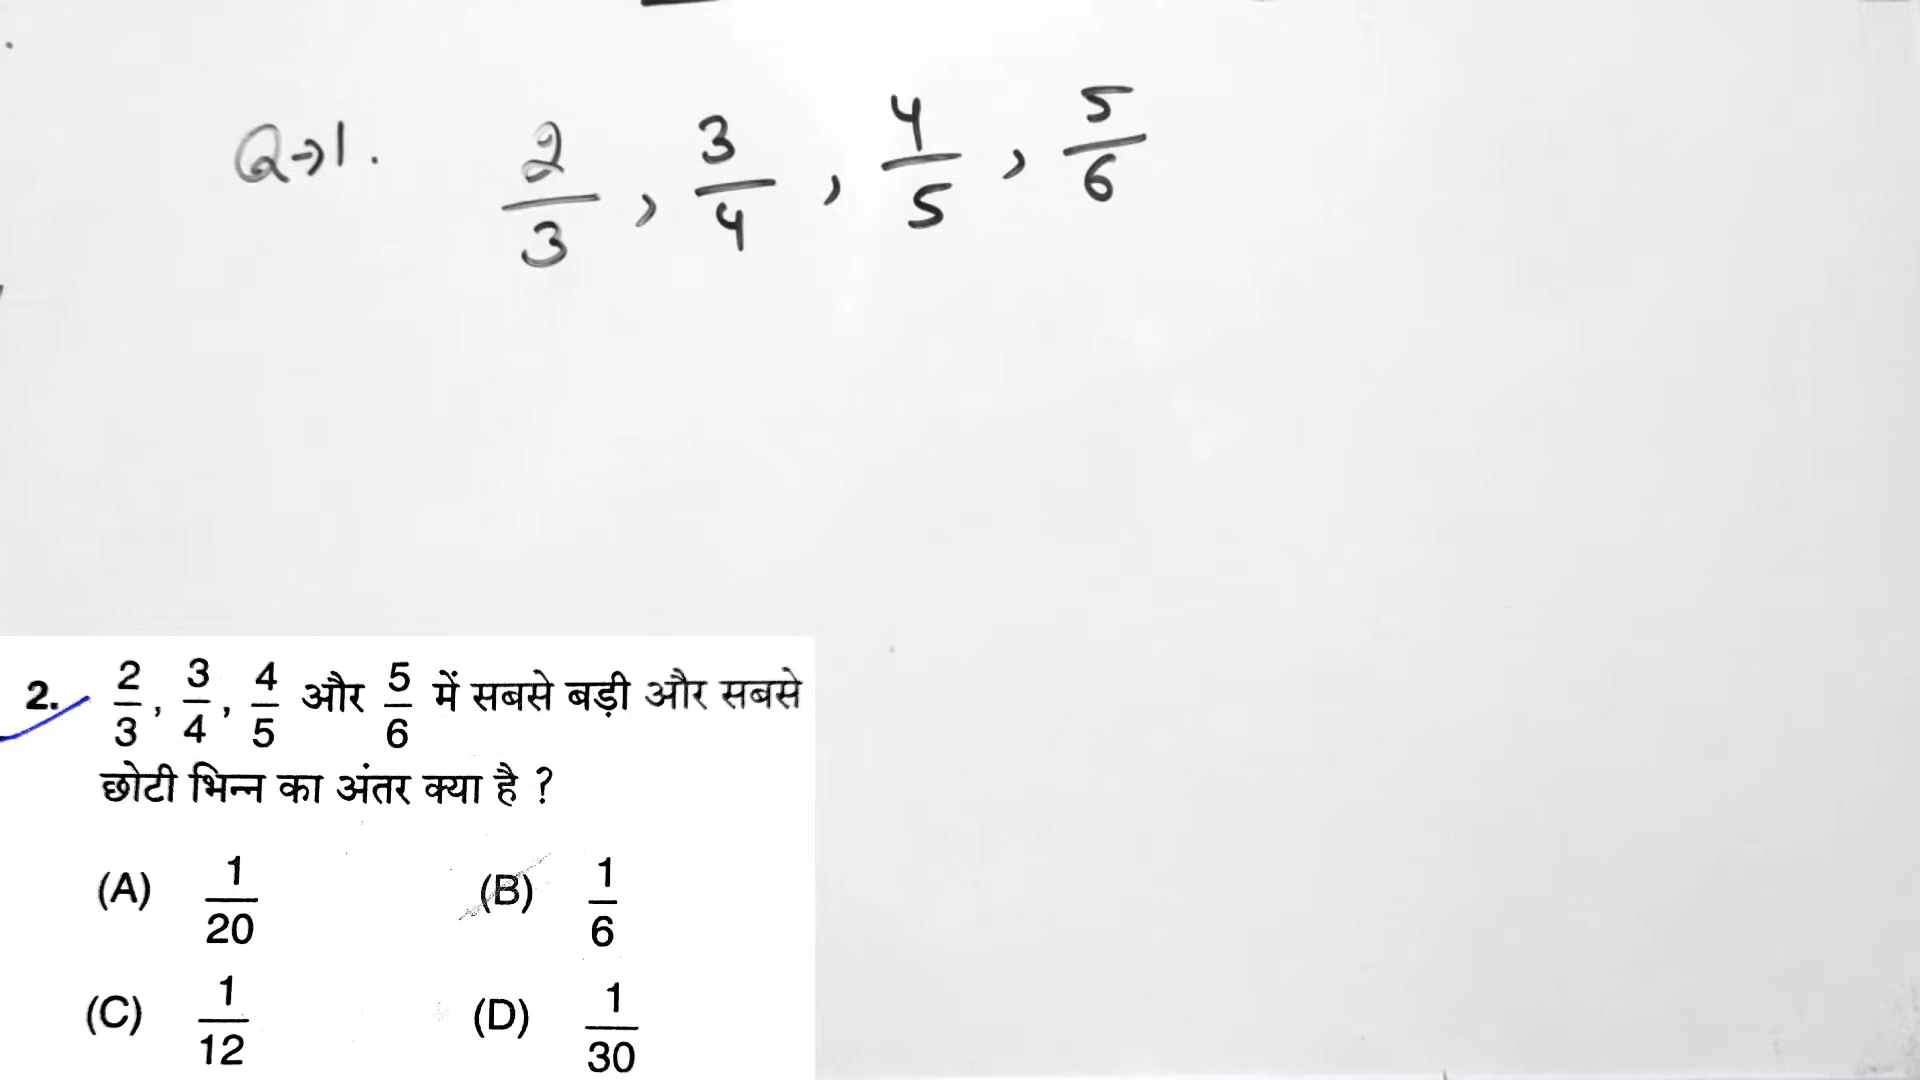 Q→1. 2/3, 3/4, 4/5, 5/6
2. 2/3, 3/4, 4/5 और 5/6 में सबसे बड़ी और सबसे
छोटी भिन्न का अंतर क्या है ?
(A) 1/20 (B) 1/6
(C) 1/12 (D) 1/30